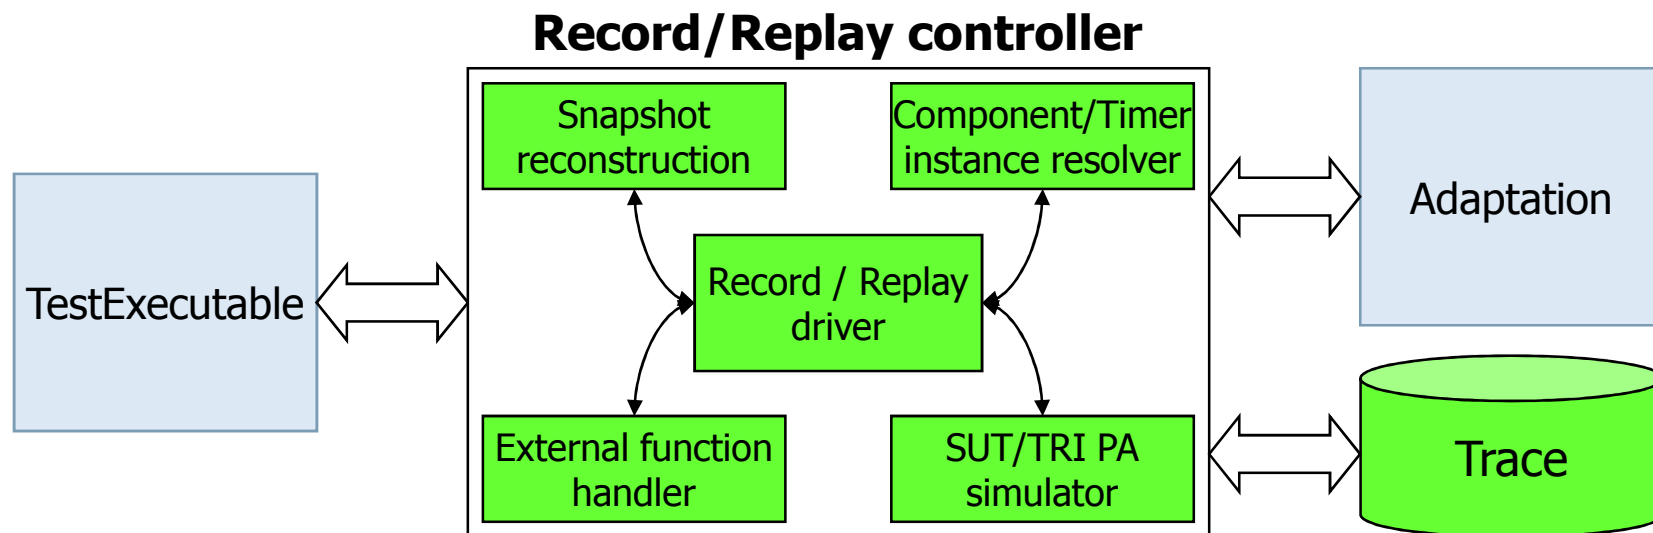 Record/Replay controller
Snapshot
reconstruction
Component/Timer
instance resolver
TestExecutable
Record / Replay
driver
Adaptation
External function
handler
SUT/TRI PA
simulator
Trace